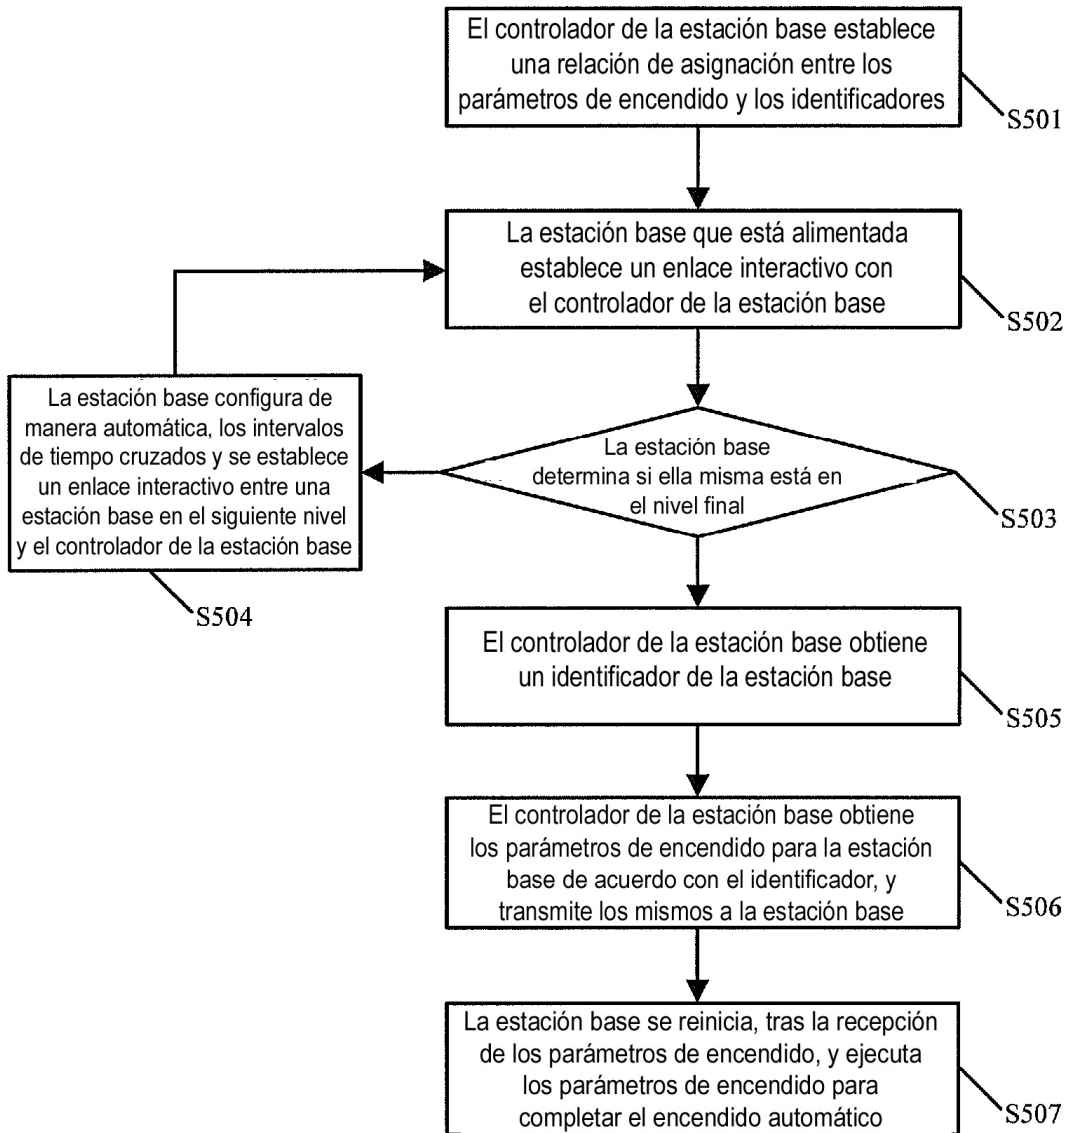 El controlador de la estación base establece
una relación de asignación entre los
parámetros de encendido y los identificadores
S501
La estación base que está alimentada
establece un enlace interactivo con
el controlador de la estación base
S502
La estación base
determina si ella misma está en
el nivel final
S503
La estación base configura de
manera automática, los intervalos
de tiempo cruzados y se establece
un enlace interactivo entre una
estación base en el siguiente nivel
y el controlador de la estación base
S504
El controlador de la estación base obtiene
un identificador de la estación base
S505
El controlador de la estación base obtiene
los parámetros de encendido para la estación
base de acuerdo con el identificador, y
transmite los mismos a la estación base
S506
La estación base se reinicia, tras la recepción
de los parámetros de encendido, y ejecuta
los parámetros de encendido para
completar el encendido automático
S507